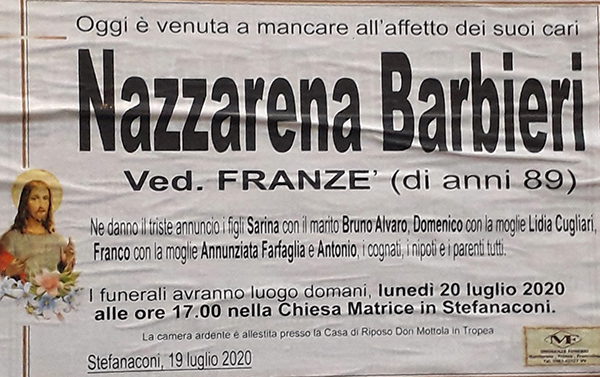 Oggi è venuta a mancare all'affetto dei suoi cari
Nazzarena Barbieri
Ved. FRANZE' (di anni 89)
Ne danno il triste annuncio i figli Sarina con il marito Bruno Alvaro, Domenico con la moglie Lidia Cugliari,
Franco con la moglie Annunziata Farfaglia e Antonio, i cognati, i nipoti e i parenti tutti.
I funerali avranno luogo domani, lunedì 20 luglio 2020
alle ore 17.00 nella Chiesa Matrice in Stefanaconi.
La camera ardente è allestita presso la Casa di Riposo Don Mottola in Tropea
MF
Stefanaconi, 19 luglio 2020